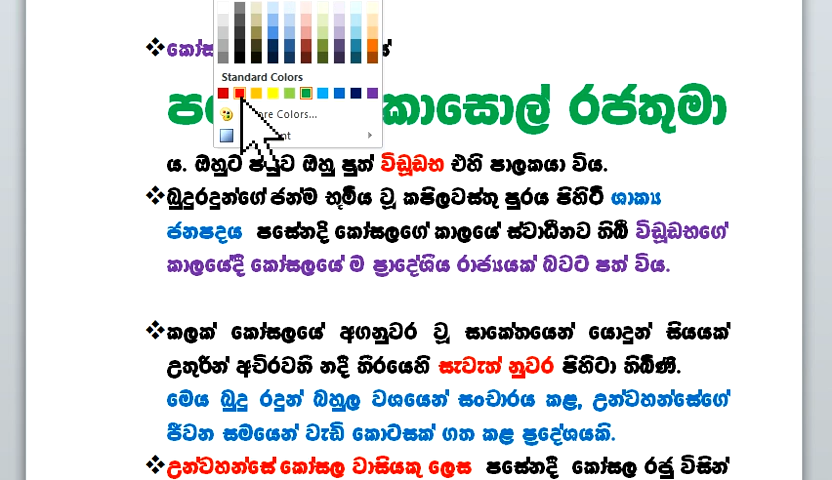 ❖කෝස
Standard Colors
කාසොල් රජතුමා
ore Colors...
ය. ඔහුට පසුව ඔහු පුත් විඩූඩභ එහි පාලකයා විය.
❖බුදුරදුන්ගේ ජන්ම භූමිය වූ කපිලවස්තු පුරය පිහිටි ශාක්‍ය
ජනපදය පසේනදි කෝසලගේ කාලයේ ස්වාධීනව තිබී විඩූඩභගේ
කාලයේදී කෝසලයේ ම ප්‍රාදේශිය රාජ්‍යයක් බවට පත් විය.
❖කලක් කෝසලයේ අගනුවර වූ සාකේතයෙන් යොදුන් සියයක්
උතුරින් අචිරවතී නදී තීරයෙහි සැවැත් නුවර පිහිටා තිබිණි.
මෙය බුදු රදුන් බහුල වශයෙන් සංචාරය කළ, උන්වහන්සේගේ
ජීවන සමයෙන් වැඩි කොටසක් ගත කළ ප්‍රදේශයකි.
❖උන්වහන්සේ කෝසල වාසියකු ලෙස පසේනදී කෝසල රජු විසින්